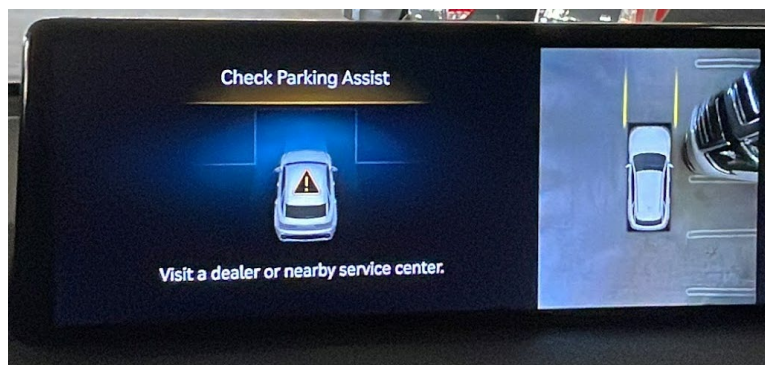 Check Parking Assist
Visit a dealer or nearby service center.